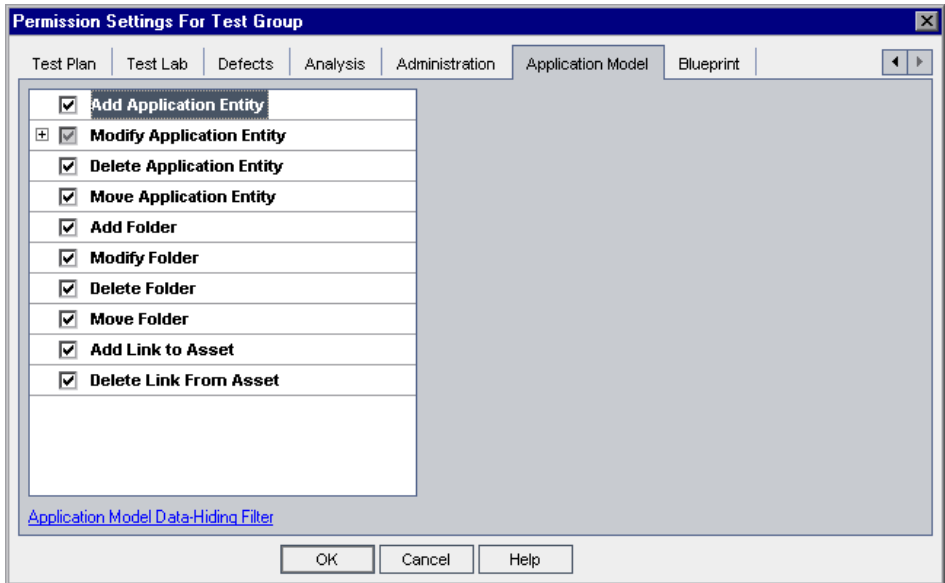 Permission Settings For Test Group
Test Plan Test Lab Defects Analysis Administration Application Model Blueprint
Add Application Entity
Modify Application Entity
Delete Application Entity
Move Application Entity
Add Folder
Modify Folder
Delete Folder
Move Folder
Add Link to Asset
Delete Link From Asset
Application Model Data-Hiding Filter
OK Cancel Help